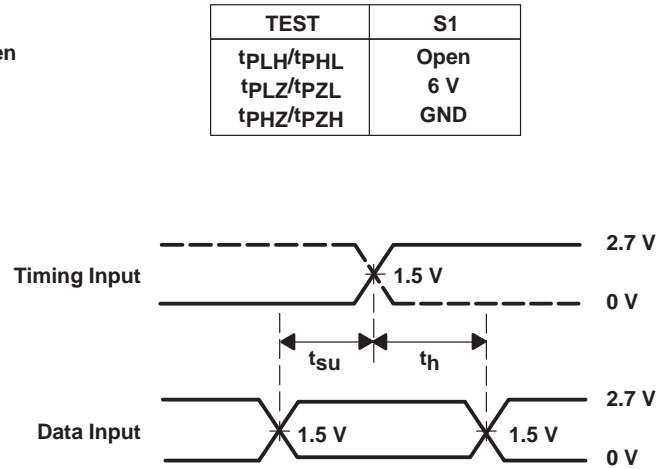 TEST S1
en
tPLH/tPHL Open
tPLZ/tPZL 6 V
tPHZ/tPZH GND
2.7 V
Timing Input 1.5 V
0 V
tsu th
2.7 V
Data Input 1.5 V 1.5 V
0 V